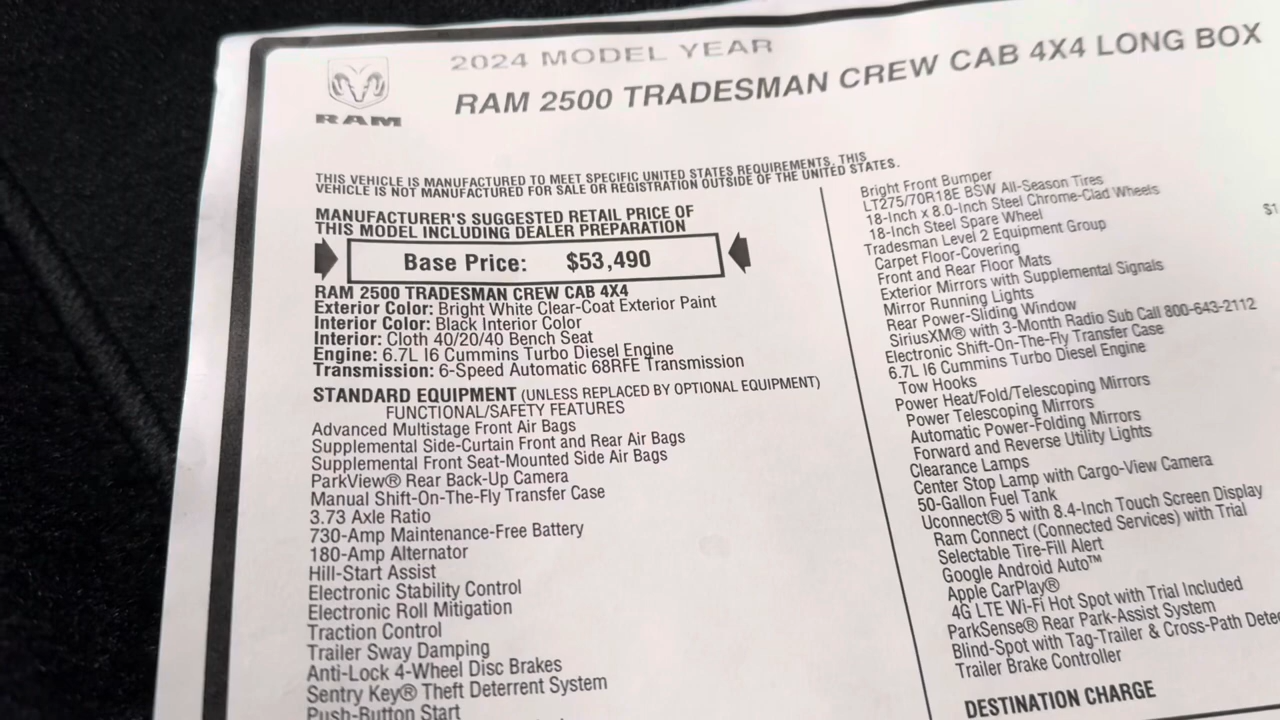 RAM
2024 MODEL YEAR
RAM 2500 TRADESMAN CREW CAB 4X4 LONG BOX
THIS VEHICLE IS MANUFACTURED TO MEET SPECIFIC UNITED STATES REQUIREMENTS. THIS
VEHICLE IS NOT MANUFACTURED FOR SALE OR REGISTRATION OUTSIDE OF THE UNITED STATES.
MANUFACTURER'S SUGGESTED RETAIL PRICE OF
THIS MODEL INCLUDING DEALER PREPARATION
Base Price: $53,490
RAM 2500 TRADESMAN CREW CAB 4X4
Exterior Color: Bright White Clear-Coat Exterior Paint
Interior Color: Black Interior Color
Interior: Cloth 40/20/40 Bench Seat
Engine: 6.7L I6 Cummins Turbo Diesel Engine
Transmission: 6-Speed Automatic 68RFE Transmission
STANDARD EQUIPMENT (UNLESS REPLACED BY OPTIONAL EQUIPMENT)
FUNCTIONAL/SAFETY FEATURES
Advanced Multistage Front Air Bags
Supplemental Side-Curtain Front and Rear Air Bags
Supplemental Front Seat-Mounted Side Air Bags
ParkView® Rear Back-Up Camera
Manual Shift-On-The-Fly Transfer Case
3.73 Axle Ratio
730-Amp Maintenance-Free Battery
180-Amp Alternator
Hill-Start Assist
Electronic Stability Control
Electronic Roll Mitigation
Traction Control
Trailer Sway Damping
Anti-Lock 4-Wheel Disc Brakes
Sentry Key® Theft Deterrent System
Push-Button Start
Bright Front Bumper
LT275/70R18E BSW All-Season Tires
18-Inch x 8.0-Inch Steel Chrome-Clad Wheels
18-Inch Steel Spare Wheel
Tradesman Level 2 Equipment Group
Carpet Floor-Covering
Front and Rear Floor Mats
Exterior Mirrors with Supplemental Signals
Mirror Running Lights
Rear Power-Sliding Window
SiriusXM® with 3-Month Radio Sub Call 800-643-2112
Electronic Shift-On-The-Fly Transfer Case
6.7L I6 Cummins Turbo Diesel Engine
Tow Hooks
Power Heat/Fold/Telescoping Mirrors
Power Telescoping Mirrors
Automatic Power-Folding Mirrors
Forward and Reverse Utility Lights
Clearance Lamps
Center Stop Lamp with Cargo-View Camera
50-Gallon Fuel Tank
Uconnect® 5 with 8.4-Inch Touch Screen Display
Ram Connect (Connected Services) with Trial
Selectable Tire-Fill Alert
Google Android Auto™
Apple CarPlay®
4G LTE Wi-Fi Hot Spot with Trial Included
ParkSense® Rear Park-Assist System
Blind-Spot with Tag-Trailer & Cross-Path Dete
Trailer Brake Controller
DESTINATION CHARGE
$1